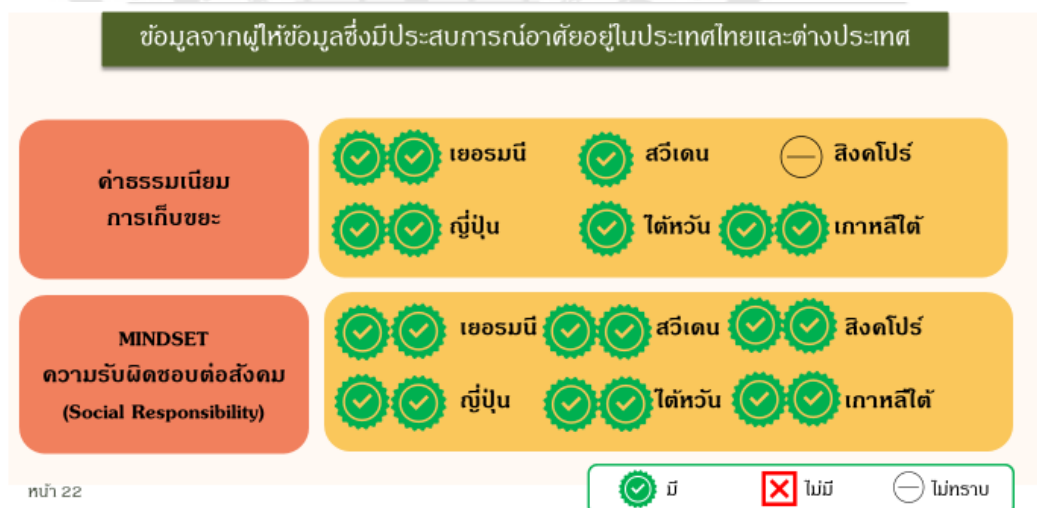 ข้อมูลจากผู้ให้ข้อมูลซึ่งมีประสบการณ์อาศัยอยู่ในประเทศไทยและต่างประเทศ
ค่าธรรมเนียม
การเก็บขยะ
เยอรมนี สวีเดน สิงคโปร์
ญี่ปุ่น ไต้หวัน เกาหลีใต้
MINDSET
ความรับผิดชอบต่อสังคม
(Social Responsibility)
เยอรมนี สวีเดน สิงคโปร์
ญี่ปุ่น ไต้หวัน เกาหลีใต้
หน้า 22
มี ไม่มี ไม่ทราบ